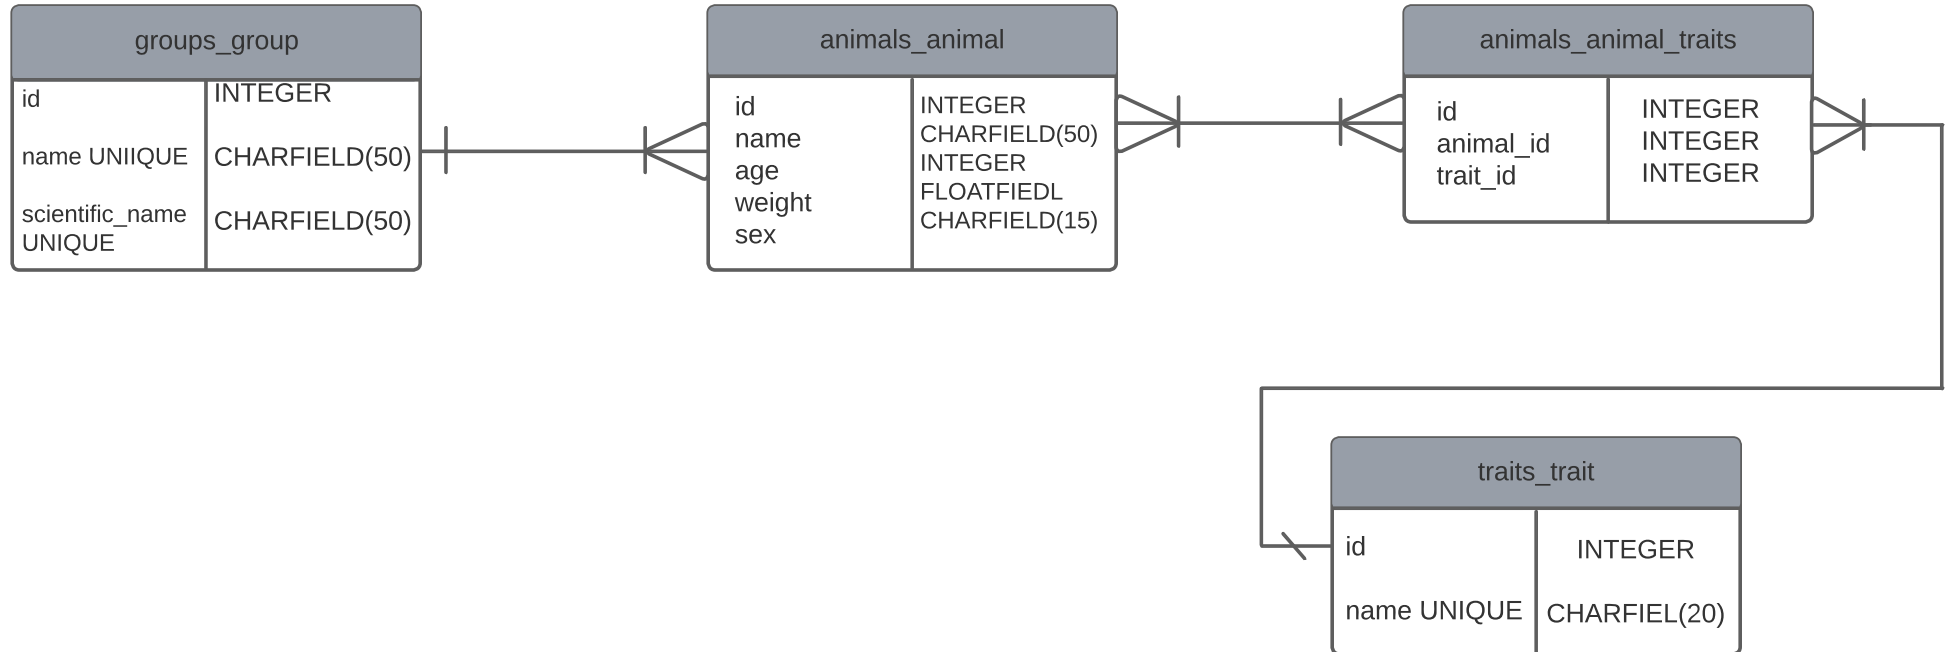 groups_group
id
INTEGER
name UNIIQUE
CHARFIELD(50)
scientific_name
UNIQUE
CHARFIELD(50)
animals_animal
id
name
age
weight
sex
INTEGER
CHARFIELD(50)
INTEGER
FLOATFIEDL
CHARFIELD(15)
animals_animal_traits
id
animal_id
trait_id
INTEGER
INTEGER
INTEGER
traits_trait
id
INTEGER
name UNIQUE
CHARFIEL(20)